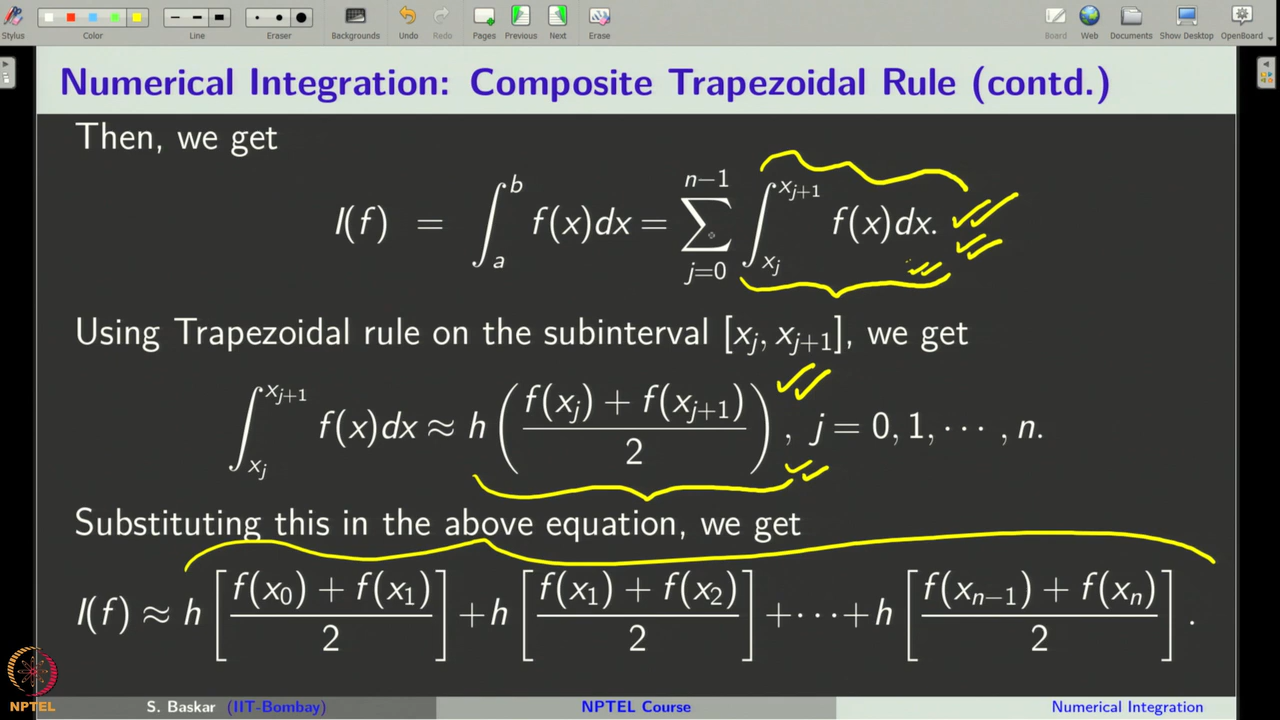 Stylus Color Line Eraser Backgrounds Undo Redo Pages Previous Next Erase Board Web Documents Show Desktop OpenBoard
Numerical Integration: Composite Trapezoidal Rule (contd.)
Then, we get
I(f) = ∫_a^b f(x)dx = ∑_{j=0}^{n−1} ∫_{x_j}^{x_{j+1}} f(x)dx.
Using Trapezoidal rule on the subinterval [x_j, x_{j+1}], we get
∫_{x_j}^{x_{j+1}} f(x)dx ≈ h ( (f(x_j) + f(x_{j+1})) / 2 ), j = 0, 1, ⋯ , n.
Substituting this in the above equation, we get
I(f) ≈ h [ (f(x_0) + f(x_1)) / 2 ] + h [ (f(x_1) + f(x_2)) / 2 ] + ⋯ + h [ (f(x_{n−1}) + f(x_n)) / 2 ] .
NPTEL
S. Baskar (IIT-Bombay) NPTEL Course Numerical Integration